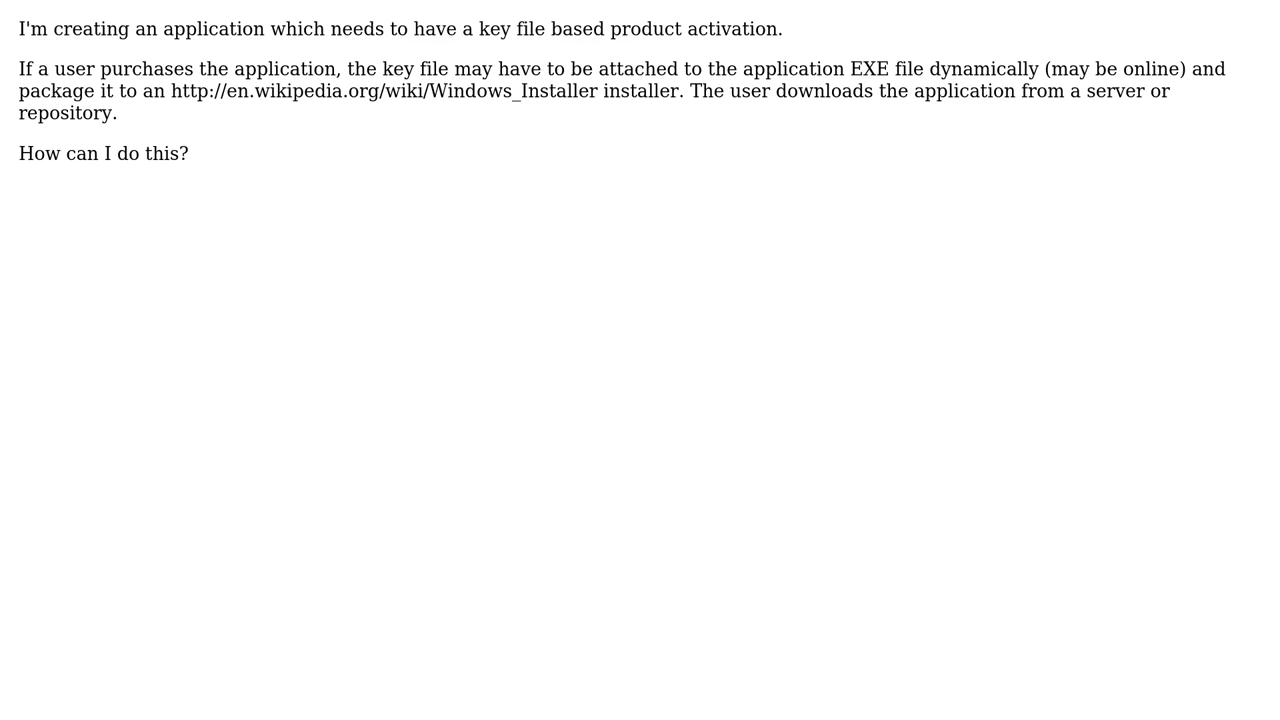 I'm creating an application which needs to have a key file based product activation.
If a user purchases the application, the key file may have to be attached to the application EXE file dynamically (may be online) and
package it to an http://en.wikipedia.org/wiki/Windows_Installer installer. The user downloads the application from a server or
repository.
How can I do this?